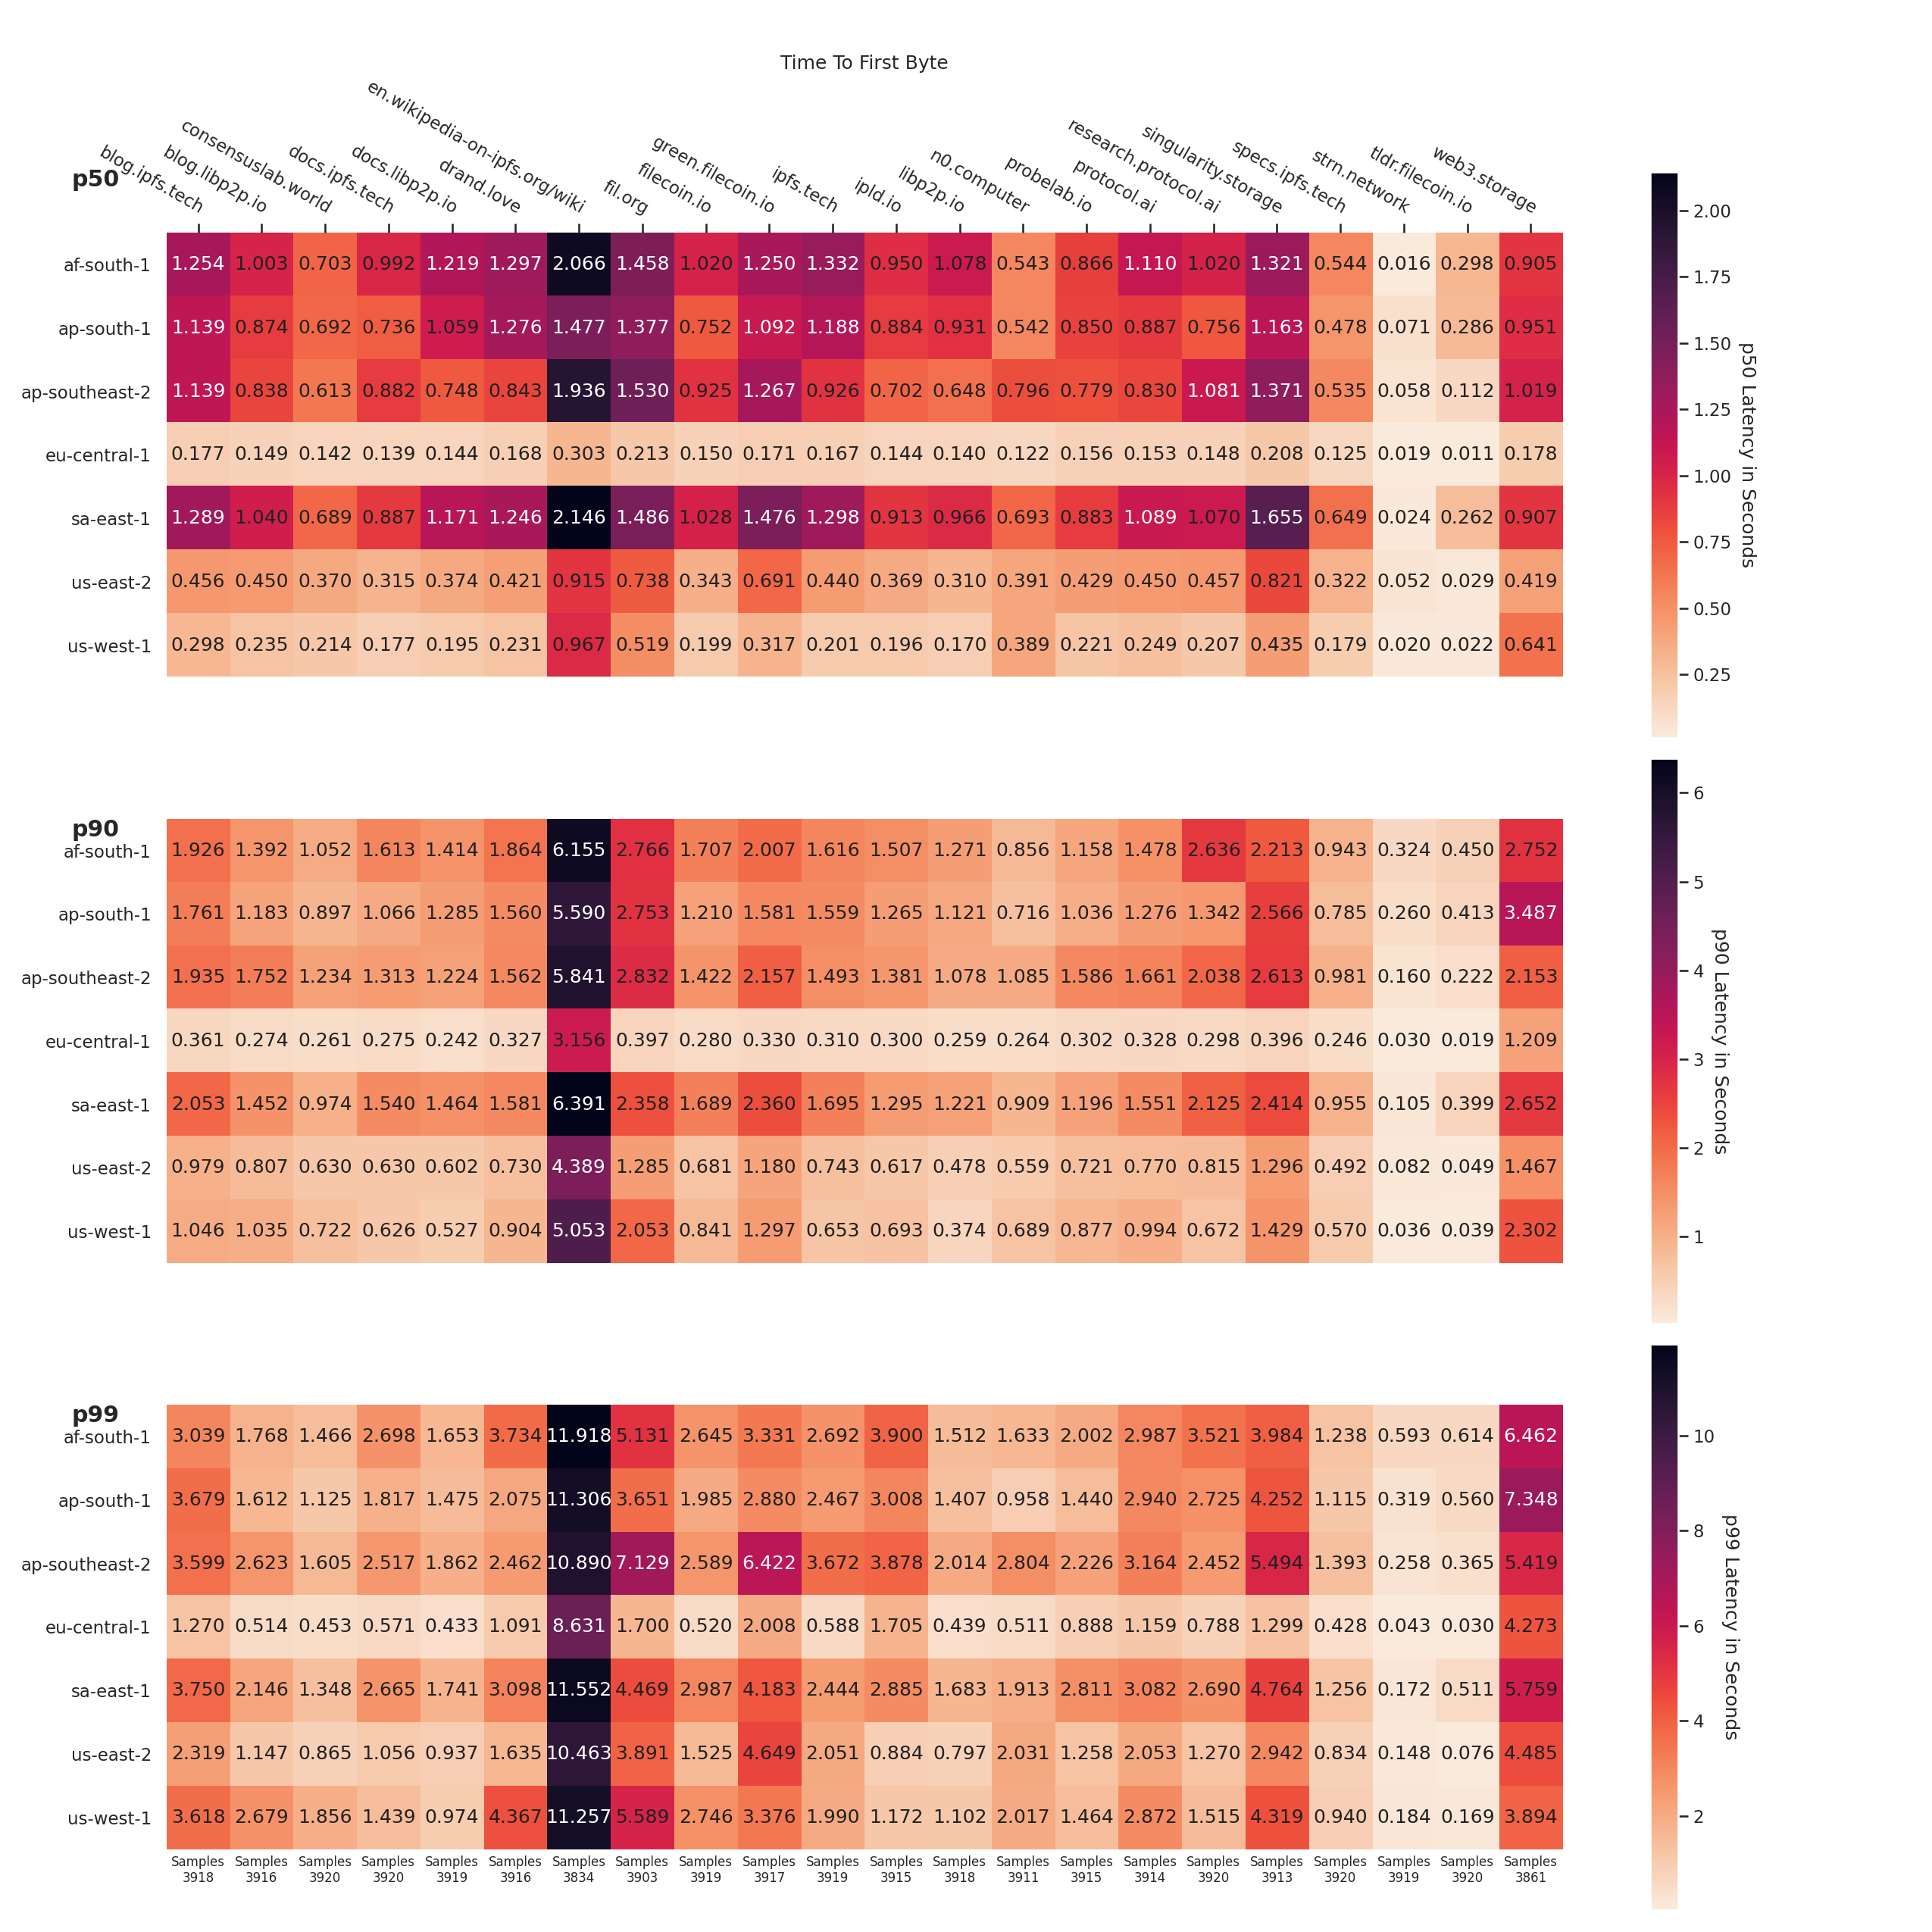 Time To First Byte
p50
blog.ipfs.tech
blog.libp2p.io
consensuslab.world
docs.ipfs.tech
docs.libp2p.io
drand.love
en.wikipedia-on-ipfs.org/wiki
fil.org
filecoin.io
green.filecoin.io
ipfs.tech
ipld.io
libp2p.io
n0.computer
probelab.io
protocol.ai
research.protocol.ai
singularity.storage
specs.ipfs.tech
strn.network
tldr.filecoin.io
web3.storage
af-south-1 1.254 1.003 0.703 0.992 1.219 1.297 2.066 1.458 1.020 1.250 1.332 0.950 1.078 0.543 0.866 1.110 1.020 1.321 0.544 0.016 0.298 0.905
ap-south-1 1.139 0.874 0.692 0.736 1.059 1.276 1.477 1.377 0.752 1.092 1.188 0.884 0.931 0.542 0.850 0.887 0.756 1.163 0.478 0.071 0.286 0.951
ap-southeast-2 1.139 0.838 0.613 0.882 0.748 0.843 1.936 1.530 0.925 1.267 0.926 0.702 0.648 0.796 0.779 0.830 1.081 1.371 0.535 0.058 0.112 1.019
eu-central-1 0.177 0.149 0.142 0.139 0.144 0.168 0.303 0.213 0.150 0.171 0.167 0.144 0.140 0.122 0.156 0.153 0.148 0.208 0.125 0.019 0.011 0.178
sa-east-1 1.289 1.040 0.689 0.887 1.171 1.246 2.146 1.486 1.028 1.476 1.298 0.913 0.966 0.693 0.883 1.089 1.070 1.655 0.649 0.024 0.262 0.907
us-east-2 0.456 0.450 0.370 0.315 0.374 0.421 0.915 0.738 0.343 0.691 0.440 0.369 0.310 0.391 0.429 0.450 0.457 0.821 0.322 0.052 0.029 0.419
us-west-1 0.298 0.235 0.214 0.177 0.195 0.231 0.967 0.519 0.199 0.317 0.201 0.196 0.170 0.389 0.221 0.249 0.207 0.435 0.179 0.020 0.022 0.641
2.00
1.75
1.50
1.25
1.00
0.75
0.50
0.25
p50 Latency in Seconds
p90
af-south-1 1.926 1.392 1.052 1.613 1.414 1.864 6.155 2.766 1.707 2.007 1.616 1.507 1.271 0.856 1.158 1.478 2.636 2.213 0.943 0.324 0.450 2.752
ap-south-1 1.761 1.183 0.897 1.066 1.285 1.560 5.590 2.753 1.210 1.581 1.559 1.265 1.121 0.716 1.036 1.276 1.342 2.566 0.785 0.260 0.413 3.487
ap-southeast-2 1.935 1.752 1.234 1.313 1.224 1.562 5.841 2.832 1.422 2.157 1.493 1.381 1.078 1.085 1.586 1.661 2.038 2.613 0.981 0.160 0.222 2.153
eu-central-1 0.361 0.274 0.261 0.275 0.242 0.327 3.156 0.397 0.280 0.330 0.310 0.300 0.259 0.264 0.302 0.328 0.298 0.396 0.246 0.030 0.019 1.209
sa-east-1 2.053 1.452 0.974 1.540 1.464 1.581 6.391 2.358 1.689 2.360 1.695 1.295 1.221 0.909 1.196 1.551 2.125 2.414 0.955 0.105 0.399 2.652
us-east-2 0.979 0.807 0.630 0.630 0.602 0.730 4.389 1.285 0.681 1.180 0.743 0.617 0.478 0.559 0.721 0.770 0.815 1.296 0.492 0.082 0.049 1.467
us-west-1 1.046 1.035 0.722 0.626 0.527 0.904 5.053 2.053 0.841 1.297 0.653 0.693 0.374 0.689 0.877 0.994 0.672 1.429 0.570 0.036 0.039 2.302
6
5
4
3
2
1
p90 Latency in Seconds
p99
af-south-1 3.039 1.768 1.466 2.698 1.653 3.734 11.918 5.131 2.645 3.331 2.692 3.900 1.512 1.633 2.002 2.987 3.521 3.984 1.238 0.593 0.614 6.462
ap-south-1 3.679 1.612 1.125 1.817 1.475 2.075 11.306 3.651 1.985 2.880 2.467 3.008 1.407 0.958 1.440 2.940 2.725 4.252 1.115 0.319 0.560 7.348
ap-southeast-2 3.599 2.623 1.605 2.517 1.862 2.462 10.890 7.129 2.589 6.422 3.672 3.878 2.014 2.804 2.226 3.164 2.452 5.494 1.393 0.258 0.365 5.419
eu-central-1 1.270 0.514 0.453 0.571 0.433 1.091 8.631 1.700 0.520 2.008 0.588 1.705 0.439 0.511 0.888 1.159 0.788 1.299 0.428 0.043 0.030 4.273
sa-east-1 3.750 2.146 1.348 2.665 1.741 3.098 11.552 4.469 2.987 4.183 2.444 2.885 1.683 1.913 2.811 3.082 2.690 4.764 1.256 0.172 0.511 5.759
us-east-2 2.319 1.147 0.865 1.056 0.937 1.635 10.463 3.891 1.525 4.649 2.051 0.884 0.797 2.031 1.258 2.053 1.270 2.942 0.834 0.148 0.076 4.485
us-west-1 3.618 2.679 1.856 1.439 0.974 4.367 11.257 5.589 2.746 3.376 1.990 1.172 1.102 2.017 1.464 2.872 1.515 4.319 0.940 0.184 0.169 3.894
Samples Samples Samples Samples Samples Samples Samples Samples Samples Samples Samples Samples Samples Samples Samples Samples Samples Samples Samples Samples Samples Samples
3918 3916 3920 3920 3919 3916 3834 3903 3919 3917 3919 3915 3918 3911 3915 3914 3920 3913 3920 3919 3920 3861
10
8
6
4
2
p99 Latency in Seconds